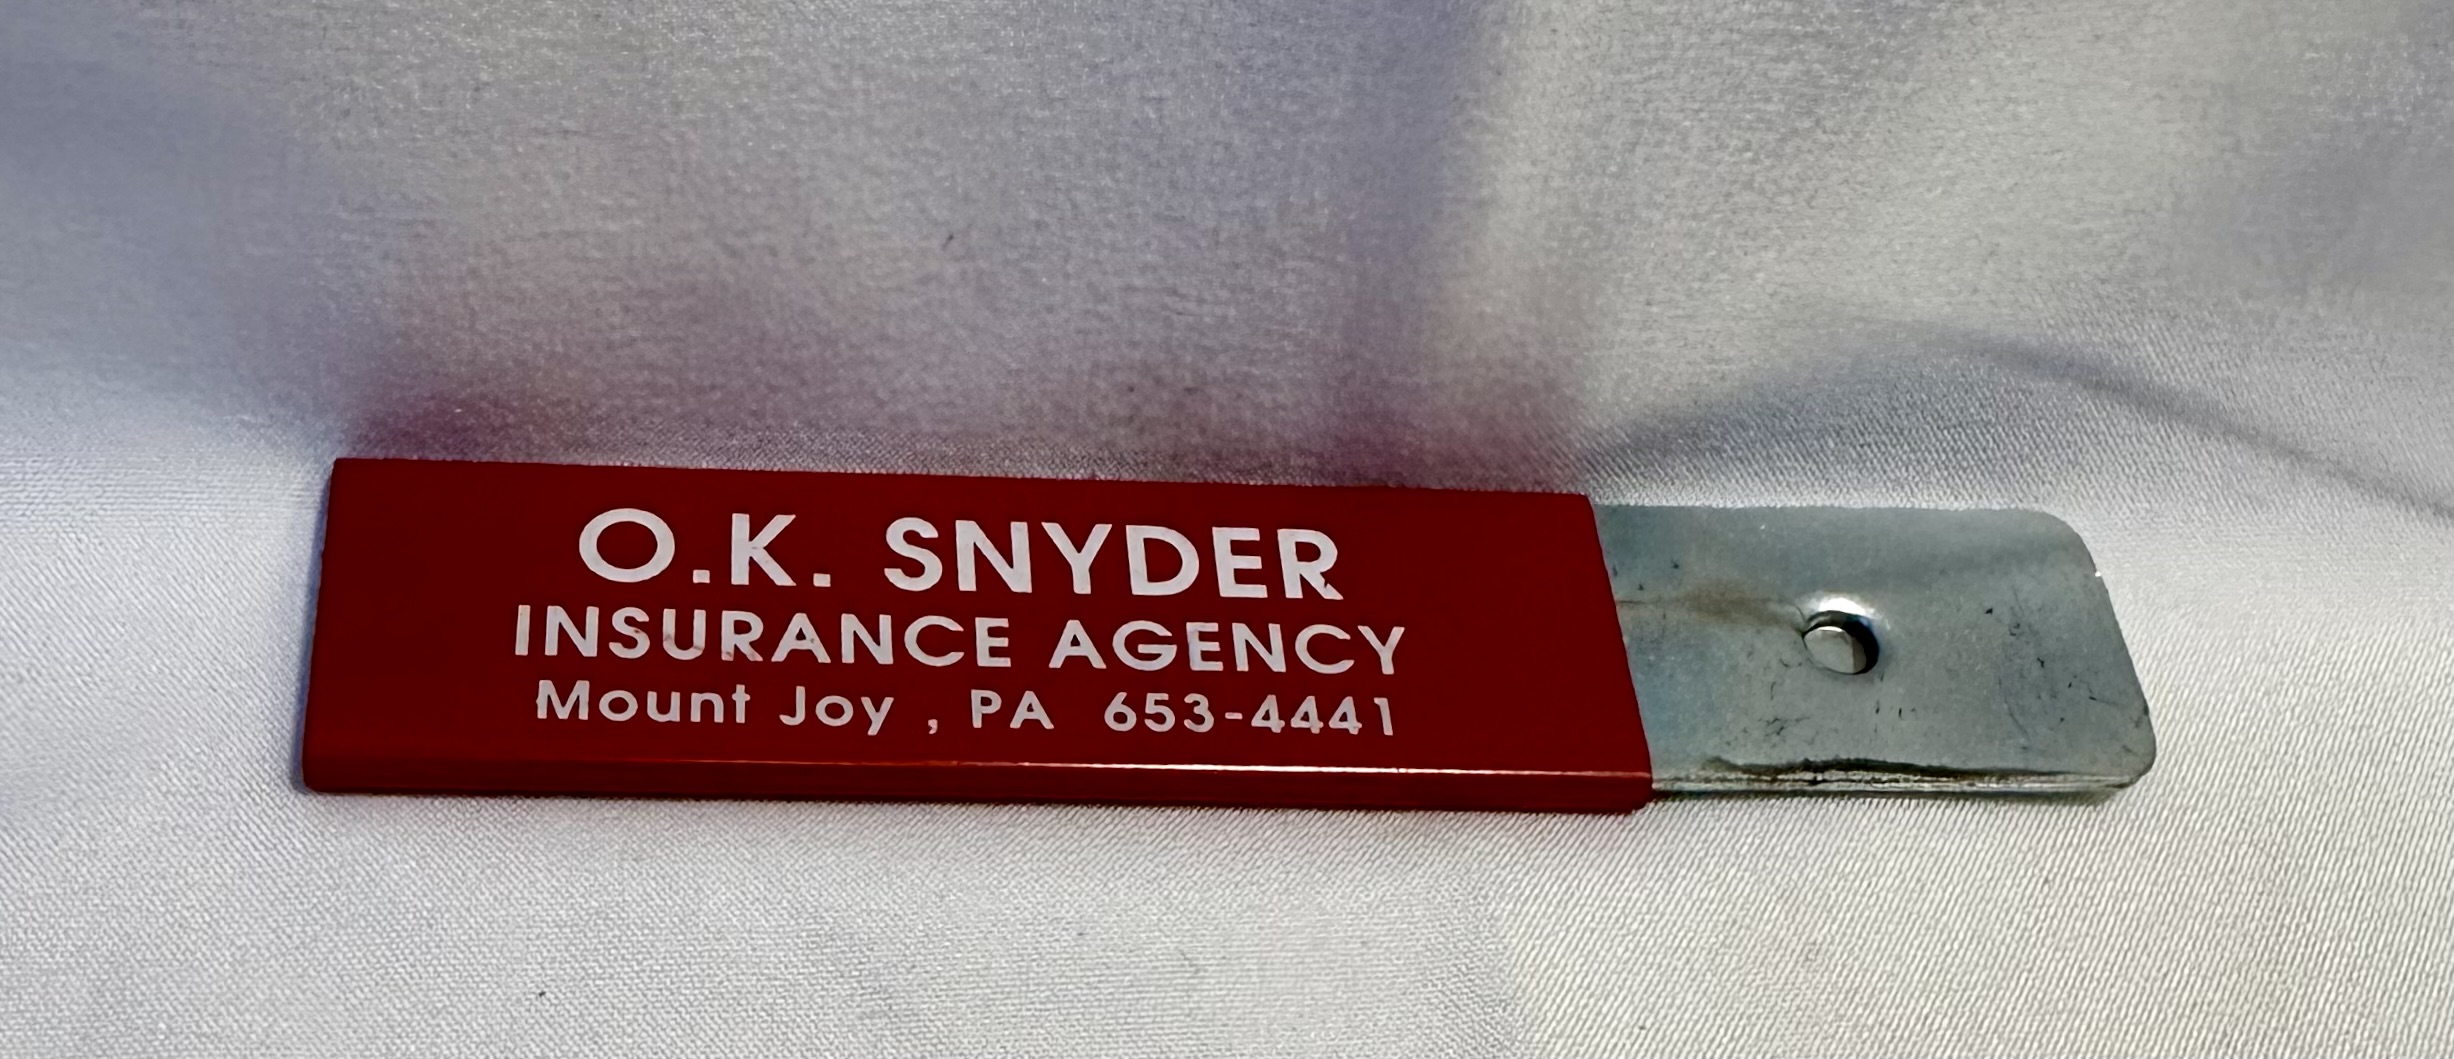 O.K. SNYDER
INSURANCE AGENCY
Mount Joy , PA 653-4441